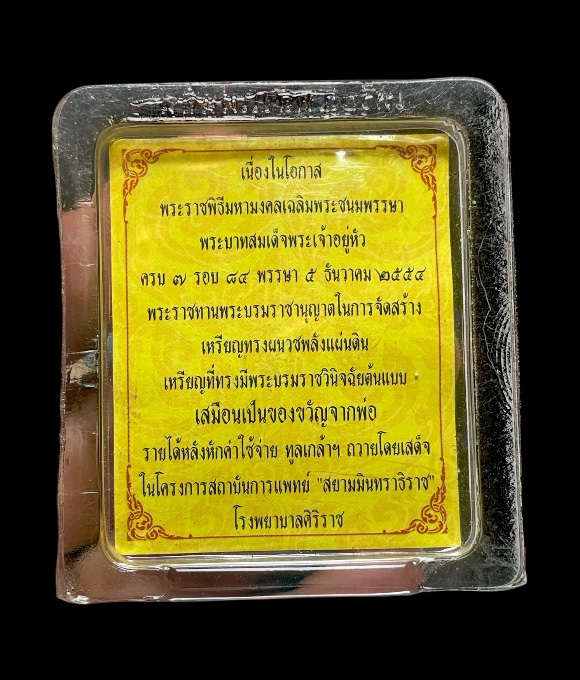 เนื่องในโอกาส
พระราชพิธีมหามงคลเฉลิมพระชนมพรรษา
พระบาทสมเด็จพระเจ้าอยู่หัว
ครบ ๗ รอบ ๘๔ พรรษา ๕ ธันวาคม ๒๕๕๔
พระราชทานพระบรมราชานุญาตในการจัดสร้าง
เหรียญทรงผนวชพลังแผ่นดิน
เหรียญที่ทรงมีพระบรมราชวินิจฉัยต้นแบบ
เสมือนเป็นของขวัญจากพ่อ
รายได้หลังหักค่าใช้จ่าย ทูลเกล้าฯ ถวายโดยเสด็จ
ในโครงการสถาบันการแพทย์ "สยามมินทราธิราช"
โรงพยาบาลศิริราช